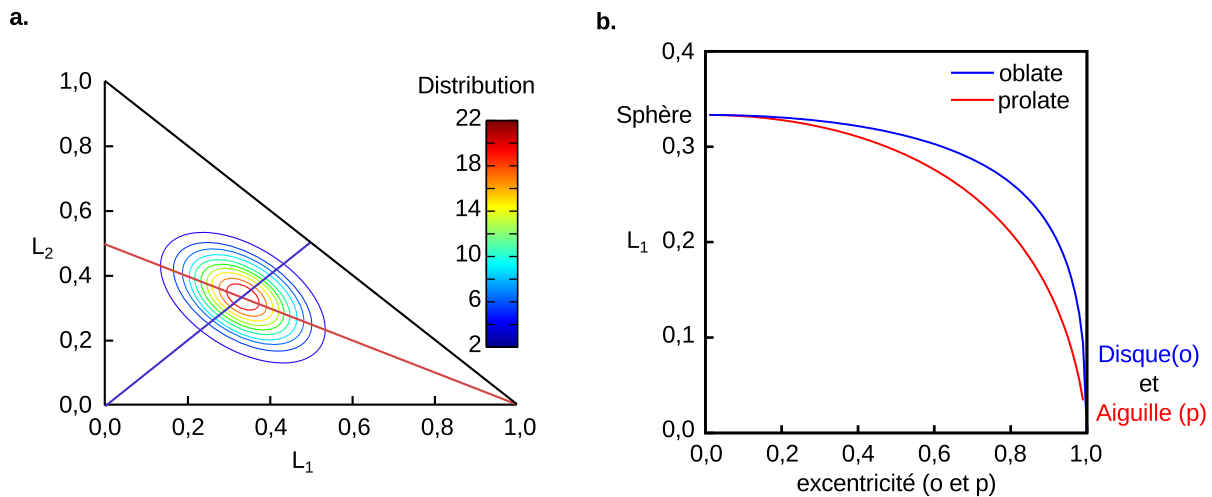 a.
Distribution
1,0
0,8
0,6
0,4
0,2
0,0
L2
0,0 0,2 0,4 0,6 0,8 1,0
L1
22
18
14
10
6
2
b.
0,4
Sphère
0,3
L1 0,2
0,1
0,0
oblate
prolate
0,0 0,2 0,4 0,6 0,8 1,0
excentricité (o et p)
Disque(o)
et
Aiguille (p)